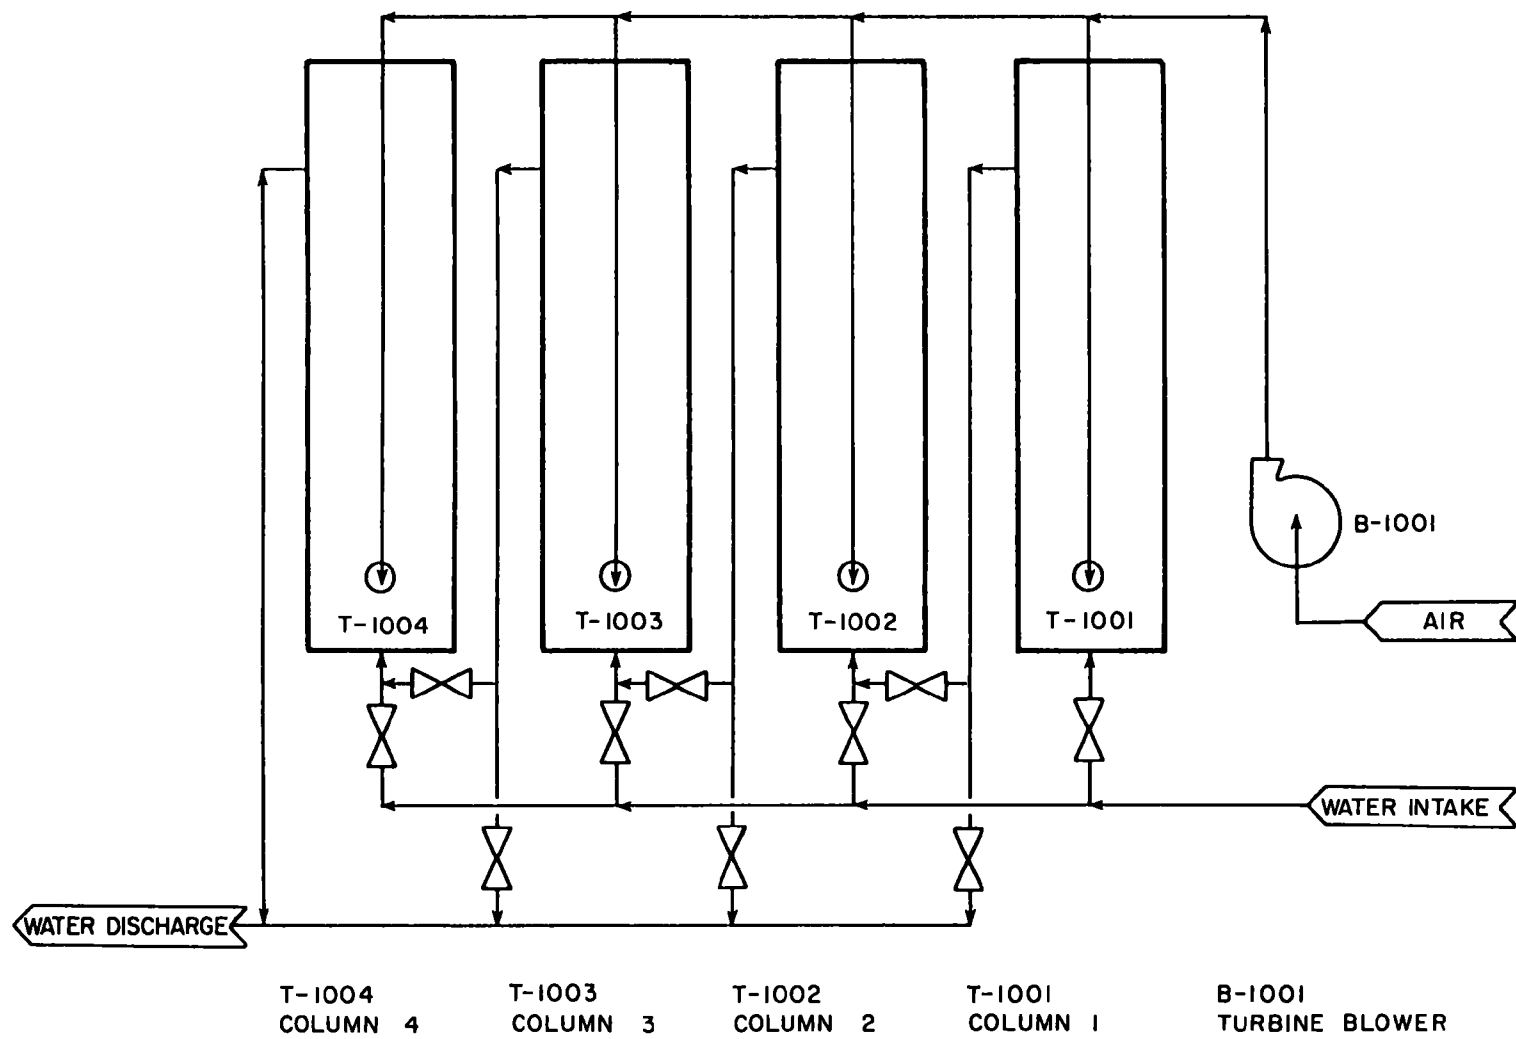 B-1001
T-1004
T-1003
T-1002
T-1001
AIR
WATER INTAKE
WATER DISCHARGE
T-1004
COLUMN 4
T-1003
COLUMN 3
T-1002
COLUMN 2
T-1001
COLUMN 1
B-1001
TURBINE BLOWER